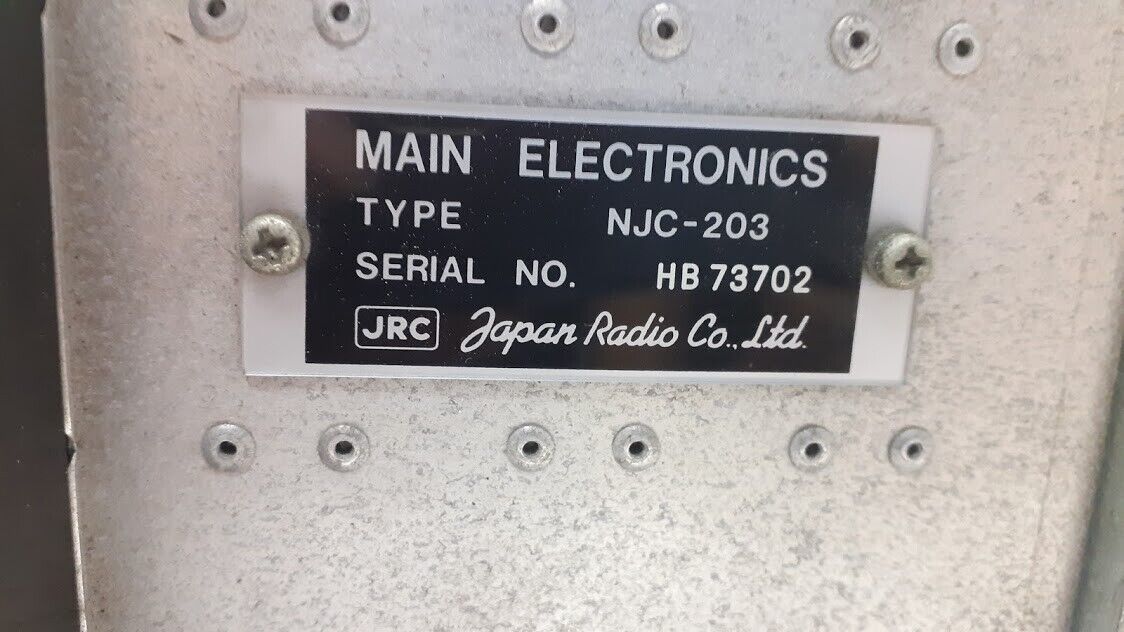 MAIN ELECTRONICS
TYPE NJC-203
SERIAL NO. HB 73702
JRC Japan Radio Co., Ltd.